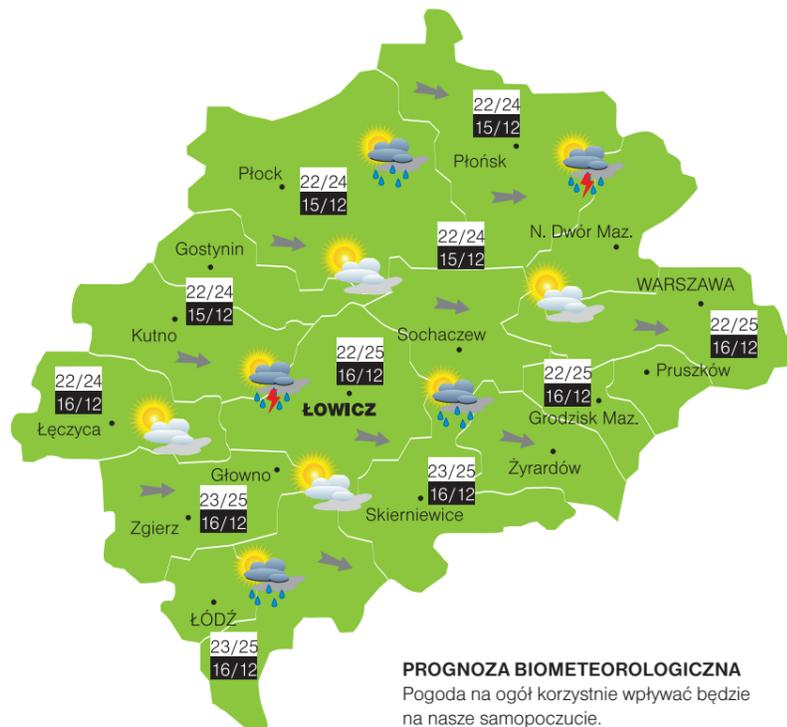 22/24
15/12
Płońsk
Płock
22/24
15/12
N. Dwór Maz.
22/24
15/12
Gostynin
WARSZAWA
22/24
15/12
Kutno
Sochaczew
22/25
16/12
22/25
16/12
ŁOWICZ
Pruszków
22/25
16/12
Grodzisk Maz.
22/24
16/12
Łęczyca
Głowno
Żyrardów
23/25
16/12
Skierniewice
23/25
16/12
Zgierz
ŁÓDŹ
23/25
16/12
PROGNOZA BIOMETEOROLOGICZNA
Pogoda na ogół korzystnie wpływać będzie
na nasze samopoczucie.